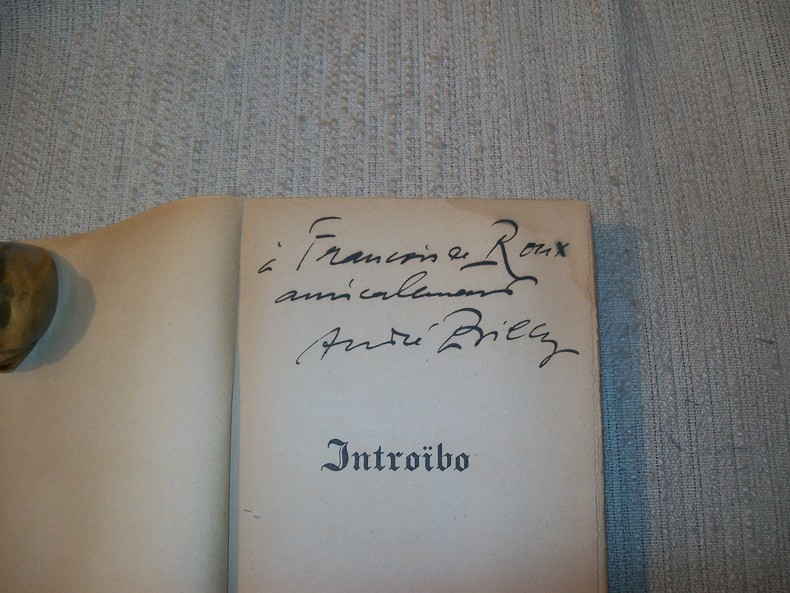 à François de Roux
amicalement
André Billy
Introïbo